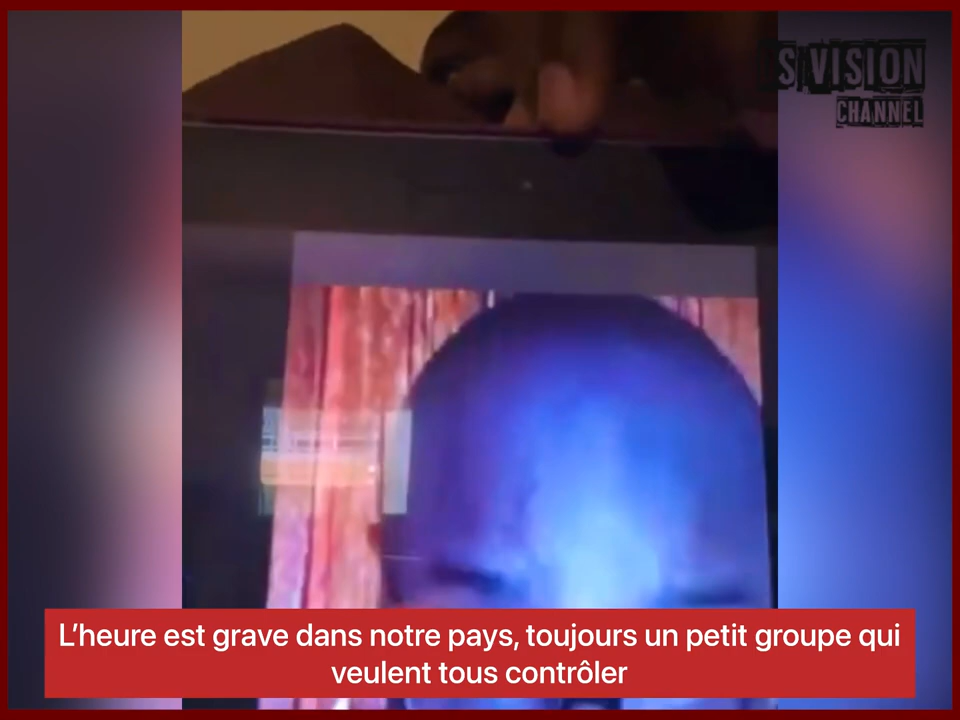 S VISION
CHANNEL
L’heure est grave dans notre pays, toujours un petit groupe qui
veulent tous contrôler